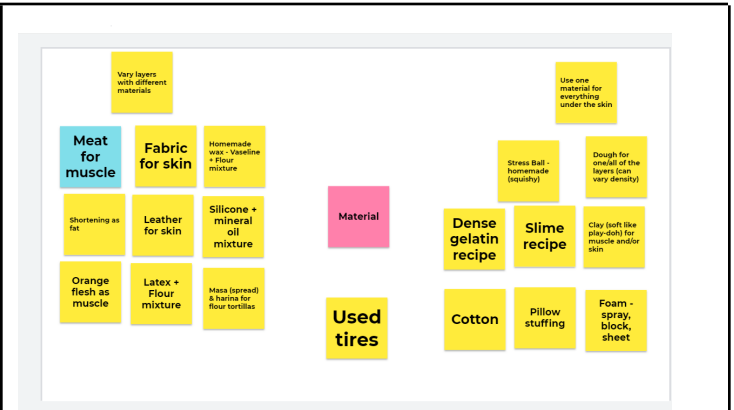 Vary layers
with different
materials
Meat
for
muscle
Fabric
for skin
Homemade
wax - Vaseline
+ Flour
mixture
Shortening as
fat
Leather
for skin
Silicone +
mineral
oil
mixture
Orange
flesh as
muscle
Latex +
Flour
mixture
Masa (spread)
& harina for
flour tortillas
Material
Used
tires
Use one
material for
everything
under the skin
Stress Ball -
homemade
(squishy)
Dough for
one/all of the
layers (can
vary density)
Dense
gelatin
recipe
Slime
recipe
Clay (soft like
play-doh) for
muscle and/or
skin
Cotton
Pillow
stuffing
Foam -
spray,
block,
sheet